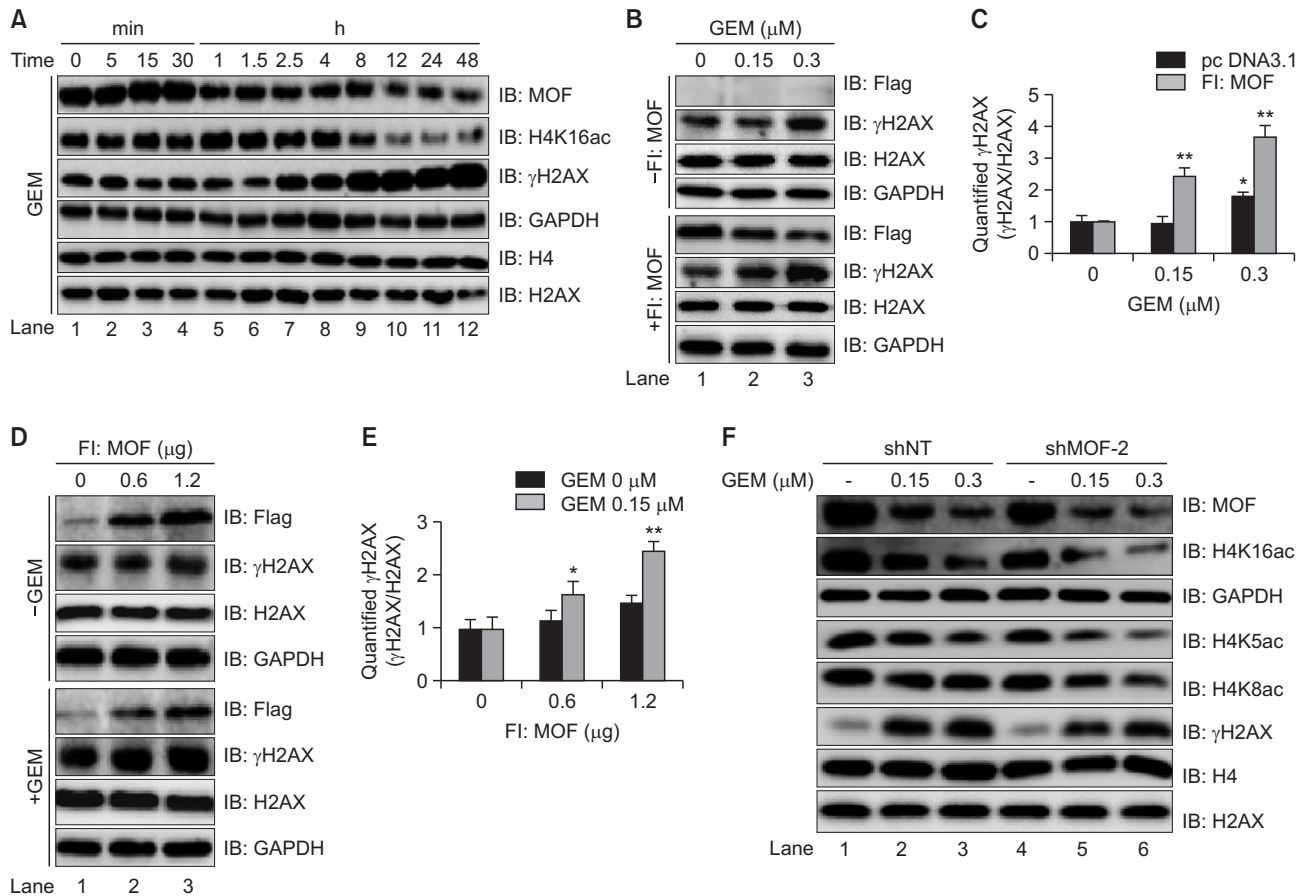 A
min h
Time 0 5 15 30 1 1.5 2.5 4 8 12 24 48
GEM
IB: MOF
IB: H4K16ac
IB: γH2AX
IB: GAPDH
IB: H4
IB: H2AX
Lane 1 2 3 4 5 6 7 8 9 10 11 12
B
GEM (μM)
0 0.15 0.3
−FI: MOF
IB: Flag
IB: γH2AX
IB: H2AX
IB: GAPDH
+FI: MOF
IB: Flag
IB: γH2AX
IB: H2AX
IB: GAPDH
Lane 1 2 3
C
pc DNA3.1
FI: MOF
Quantified γH2AX
(γH2AX/H2AX)
5
4
3
2
1
0
**
*
**
0 0.15 0.3
GEM (μM)
D
FI: MOF (μg)
0 0.6 1.2
−GEM
IB: Flag
IB: γH2AX
IB: H2AX
IB: GAPDH
+GEM
IB: Flag
IB: γH2AX
IB: H2AX
IB: GAPDH
Lane 1 2 3
E
GEM 0 μM
GEM 0.15 μM
Quantified γH2AX
(γH2AX/H2AX)
3
2
1
0
*
**
0 0.6 1.2
FI: MOF (μg)
F
shNT shMOF-2
GEM (μM) - 0.15 0.3 - 0.15 0.3
IB: MOF
IB: H4K16ac
IB: GAPDH
IB: H4K5ac
IB: H4K8ac
IB: γH2AX
IB: H4
IB: H2AX
Lane 1 2 3 4 5 6